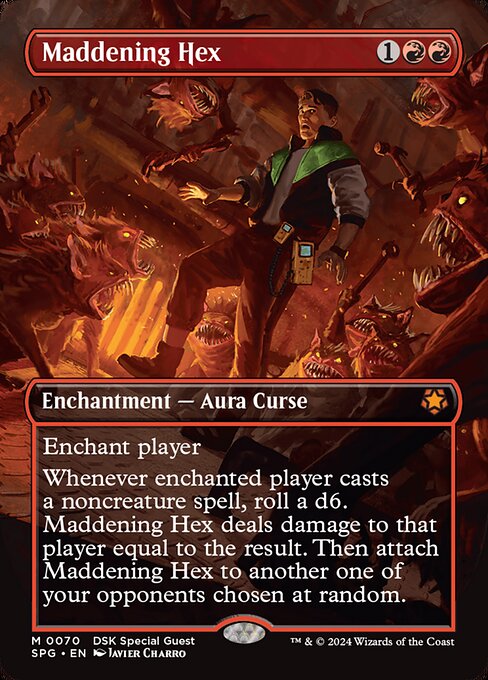 Maddening Hex 1
Enchantment — Aura Curse
Enchant player
Whenever enchanted player casts
a noncreature spell, roll a d6.
Maddening Hex deals damage to that
player equal to the result. Then attach
Maddening Hex to another one of
your opponents chosen at random.
M 0070 DSK Special Guest
SPG • EN Javier Charro
™ & © 2024 Wizards of the Coast